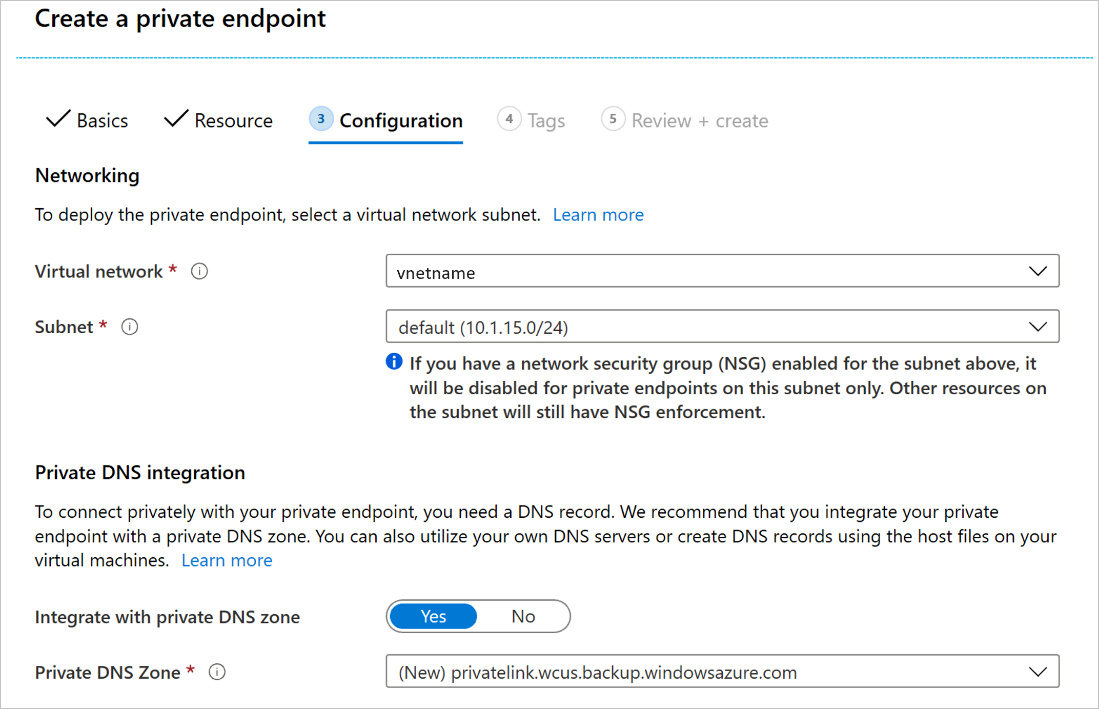 Create a private endpoint
Basics
Resource
3 Configuration
4 Tags
5 Review + create
Networking
To deploy the private endpoint, select a virtual network subnet. Learn more
Virtual network *
vnetname
Subnet *
default (10.1.15.0/24)
If you have a network security group (NSG) enabled for the subnet above, it
will be disabled for private endpoints on this subnet only. Other resources on
the subnet will still have NSG enforcement.
Private DNS integration
To connect privately with your private endpoint, you need a DNS record. We recommend that you integrate your private
endpoint with a private DNS zone. You can also utilize your own DNS servers or create DNS records using the host files on your
virtual machines. Learn more
Integrate with private DNS zone
Yes
No
Private DNS Zone *
(New) privatelink.wcus.backup.windowsazure.com